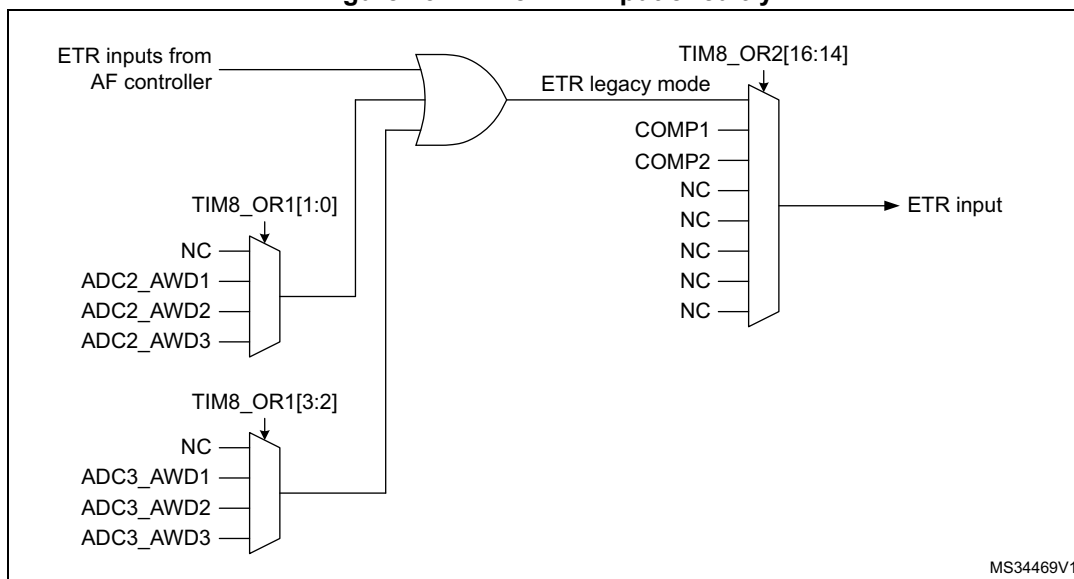 ETR inputs from
AF controller
ETR legacy mode
TIM8_OR2[16:14]
COMP1
COMP2
NC
NC
NC
NC
NC
ETR input
TIM8_OR1[1:0]
NC
ADC2_AWD1
ADC2_AWD2
ADC2_AWD3
TIM8_OR1[3:2]
NC
ADC3_AWD1
ADC3_AWD2
ADC3_AWD3
MS34469V1